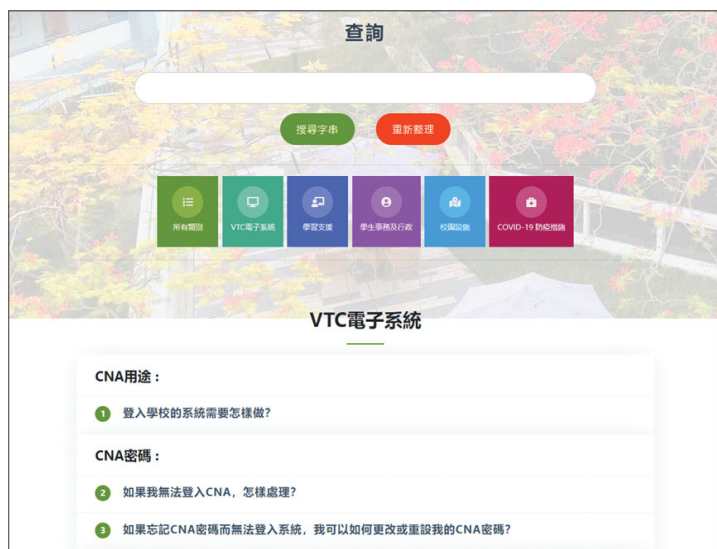 查詢
搜尋字串
重新整理
所有類別
VTC電子系統
學習支援
學生事務及行政
校園設施
COVID-19 防疫措施
VTC電子系統
CNA用途：
1 登入學校的系統需要怎樣做？
CNA密碼：
2 如果我無法登入CNA，怎樣處理？
3 如果忘記CNA密碼而無法登入系統，我可以如何更改或重設我的CNA密碼？